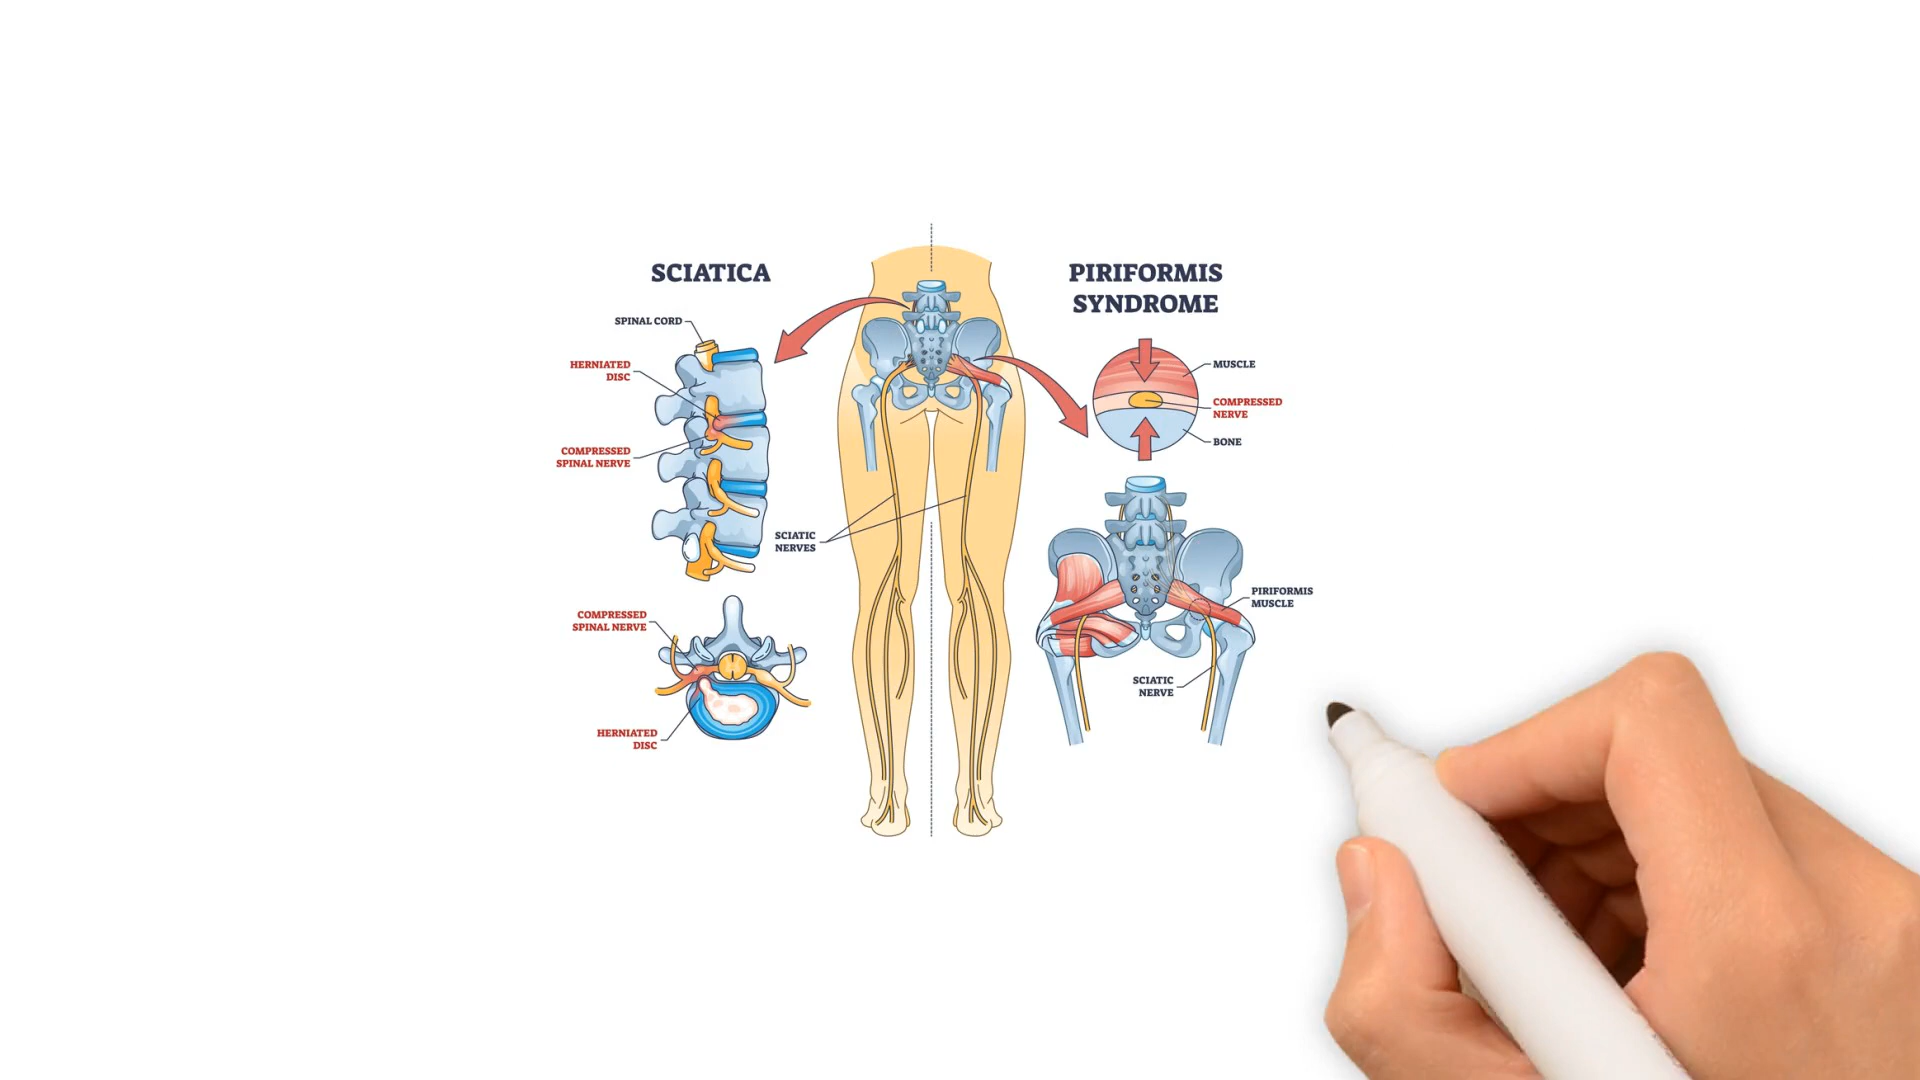 SCIATICA
SPINAL CORD
HERNIATED
DISC
COMPRESSED
SPINAL NERVE
COMPRESSED
SPINAL NERVE
HERNIATED
DISC
SCIATIC
NERVES
PIRIFORMIS
SYNDROME
MUSCLE
COMPRESSED
NERVE
BONE
PIRIFORMIS
MUSCLE
SCIATIC
NERVE